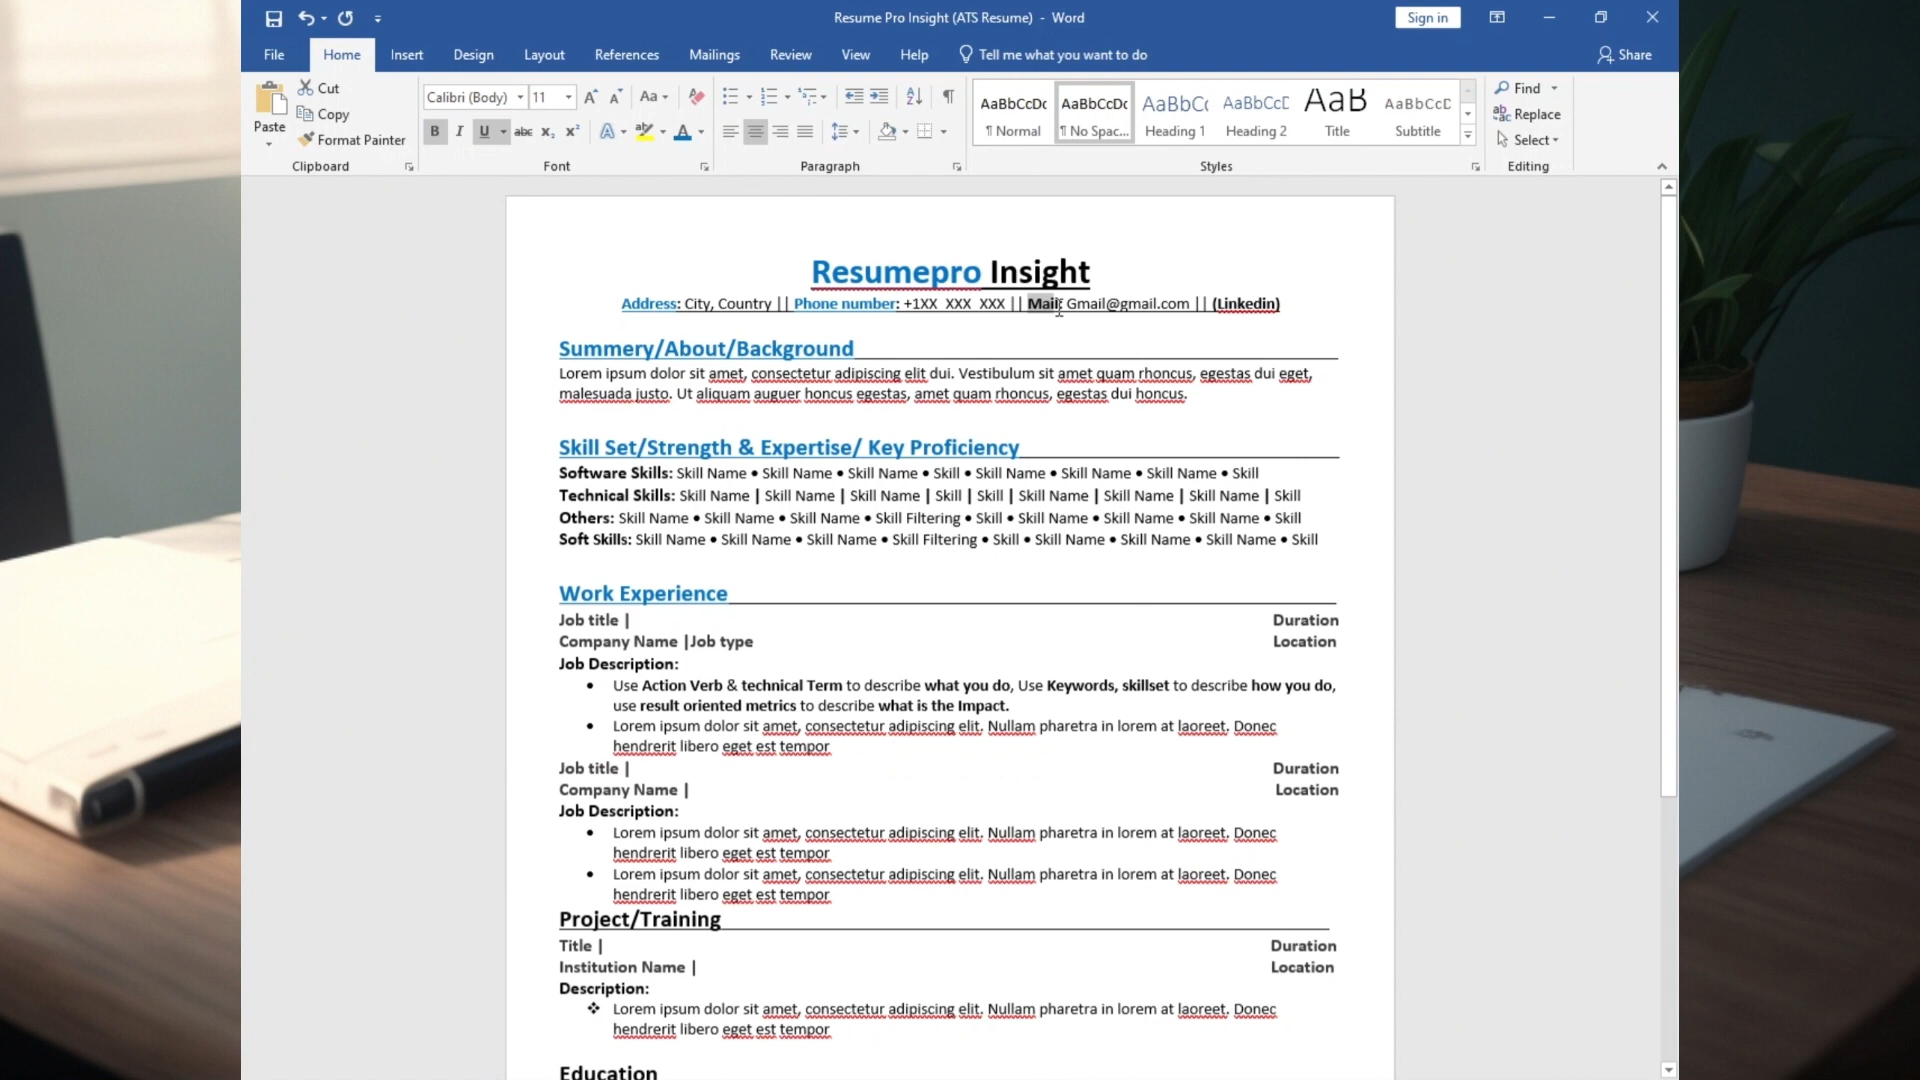 Resume Pro Insight (ATS Resume) - Word
Sign in
File Home Insert Design Layout References Mailings Review View Help Tell me what you want to do Share
Paste
Cut
Copy
Format Painter
Clipboard
Calibri (Body) 11
Aa
B I U abc x₂ x² A A
Font
Paragraph
AaBbCcDc AaBbCcDc AaBbC AaBbCcE AaB AaBbCcD
¶ Normal ¶ No Spac... Heading 1 Heading 2 Title Subtitle
Styles
Find
Replace
Select
Editing
Resumepro Insight
Address: City, Country || Phone number: +1XX XXX XXX || Mail: Gmail@gmail.com || (Linkedin)
Summery/About/Background
Lorem ipsum dolor sit amet, consectetur adipiscing elit dui. Vestibulum sit amet quam rhoncus, egestas dui eget,
malesuada justo. Ut aliquam auguer honcus egestas, amet quam rhoncus, egestas dui honcus.
Skill Set/Strength & Expertise/ Key Proficiency
Software Skills: Skill Name • Skill Name • Skill Name • Skill • Skill Name • Skill Name • Skill Name • Skill
Technical Skills: Skill Name | Skill Name | Skill Name | Skill | Skill | Skill Name | Skill Name | Skill Name | Skill
Others: Skill Name • Skill Name • Skill Name • Skill Filtering • Skill • Skill Name • Skill Name • Skill Name • Skill
Soft Skills: Skill Name • Skill Name • Skill Name • Skill Filtering • Skill • Skill Name • Skill Name • Skill Name • Skill
Work Experience
Job title | Duration
Company Name |Job type Location
Job Description:
• Use Action Verb & technical Term to describe what you do, Use Keywords, skillset to describe how you do,
use result oriented metrics to describe what is the Impact.
• Lorem ipsum dolor sit amet, consectetur adipiscing elit. Nullam pharetra in lorem at laoreet. Donec
hendrerit libero eget est tempor
Job title | Duration
Company Name | Location
Job Description:
• Lorem ipsum dolor sit amet, consectetur adipiscing elit. Nullam pharetra in lorem at laoreet. Donec
hendrerit libero eget est tempor
• Lorem ipsum dolor sit amet, consectetur adipiscing elit. Nullam pharetra in lorem at laoreet. Donec
hendrerit libero eget est tempor
Project/Training
Title | Duration
Institution Name | Location
Description:
❖ Lorem ipsum dolor sit amet, consectetur adipiscing elit. Nullam pharetra in lorem at laoreet. Donec
hendrerit libero eget est tempor
Education